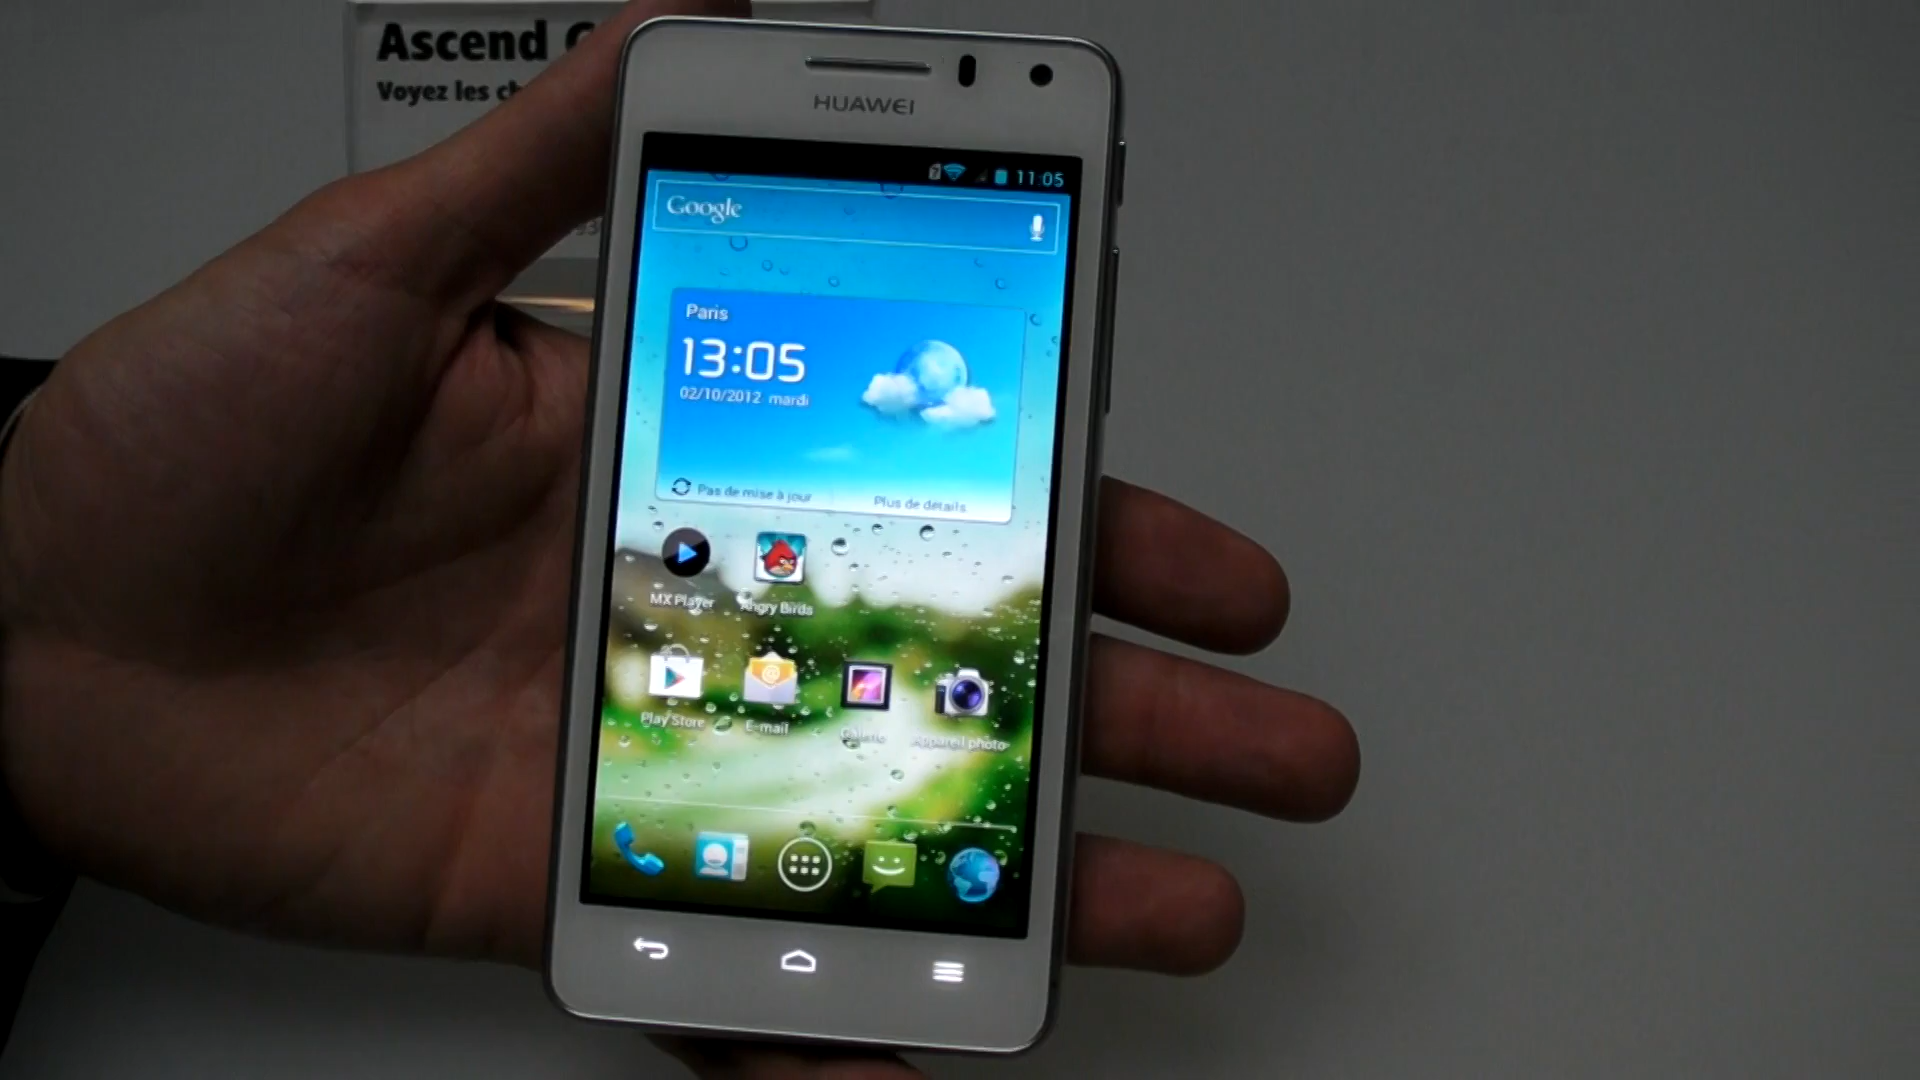 Ascend G
Voyez les ch
HUAWEI
11:05
Google
Paris
13:05
02/10/2012 mardi
Pas de mise à jour
Plus de détails
MX Player
Angry Birds
Play Store
E-mail
Galerie
Appareil photo